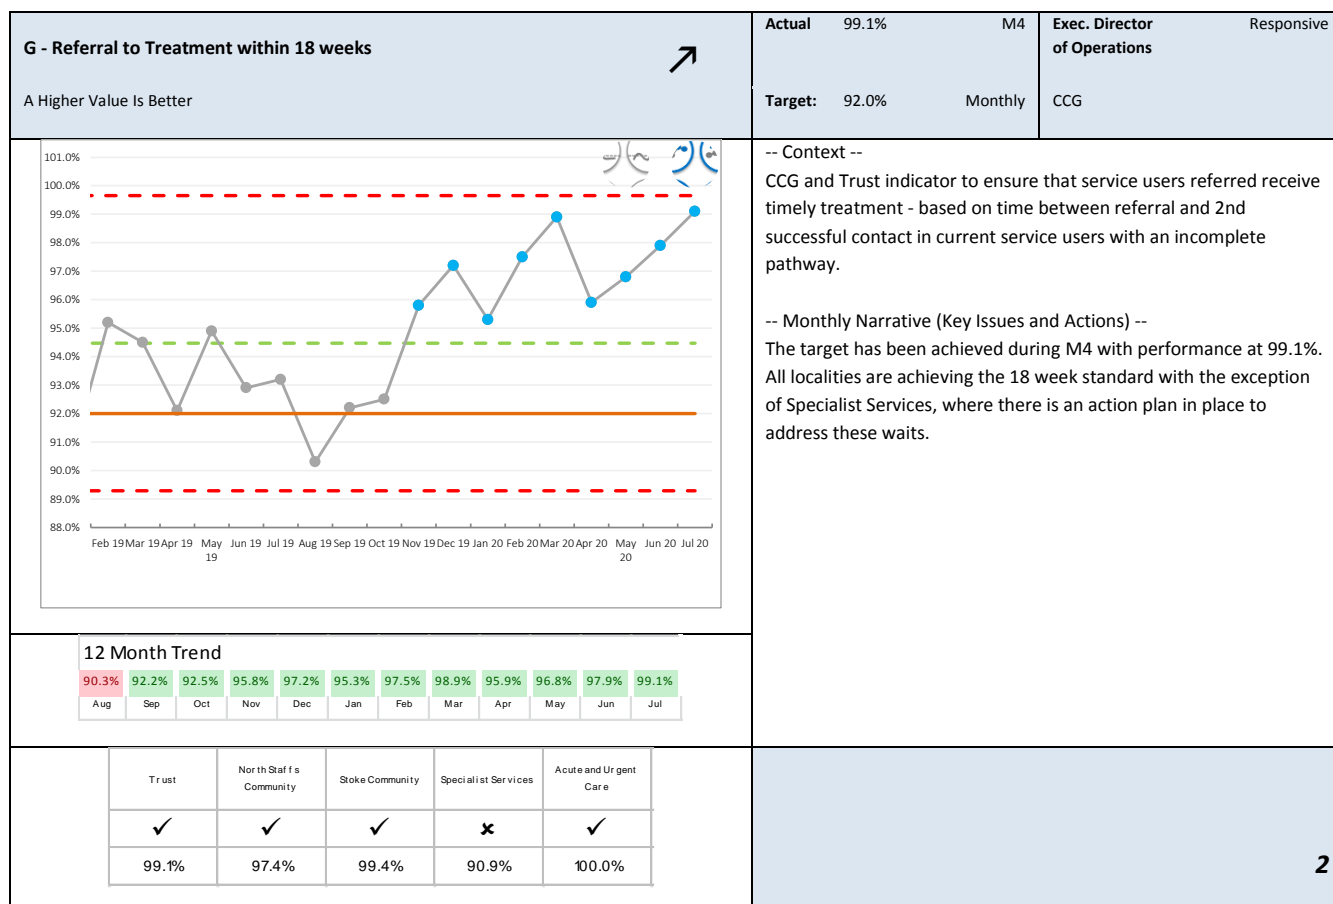 G - Referral to Treatment within 18 weeks
A Higher Value Is Better
Actual 99.1% M4
Target: 92.0% Monthly
Exec. Director Responsive
of Operations
CCG
101.0%
100.0%
99.0%
98.0%
97.0%
96.0%
95.0%
94.0%
93.0%
92.0%
91.0%
90.0%
89.0%
88.0%
Feb 19 Mar 19 Apr 19 May 19 Jun 19 Jul 19 Aug 19 Sep 19 Oct 19 Nov 19 Dec 19 Jan 20 Feb 20 Mar 20 Apr 20 May 20 Jun 20 Jul 20
-- Context --
CCG and Trust indicator to ensure that service users referred receive
timely treatment - based on time between referral and 2nd
successful contact in current service users with an incomplete
pathway.
-- Monthly Narrative (Key Issues and Actions) --
The target has been achieved during M4 with performance at 99.1%.
All localities are achieving the 18 week standard with the exception
of Specialist Services, where there is an action plan in place to
address these waits.
12 Month Trend
90.3% 92.2% 92.5% 95.8% 97.2% 95.3% 97.5% 98.9% 95.9% 96.8% 97.9% 99.1%
Aug Sep Oct Nov Dec Jan Feb Mar Apr May Jun Jul
Trust North Staffs Community Stoke Community Specialist Services Acute and Urgent Care
✓ ✓ ✓ ✗ ✓
99.1% 97.4% 99.4% 90.9% 100.0%
2